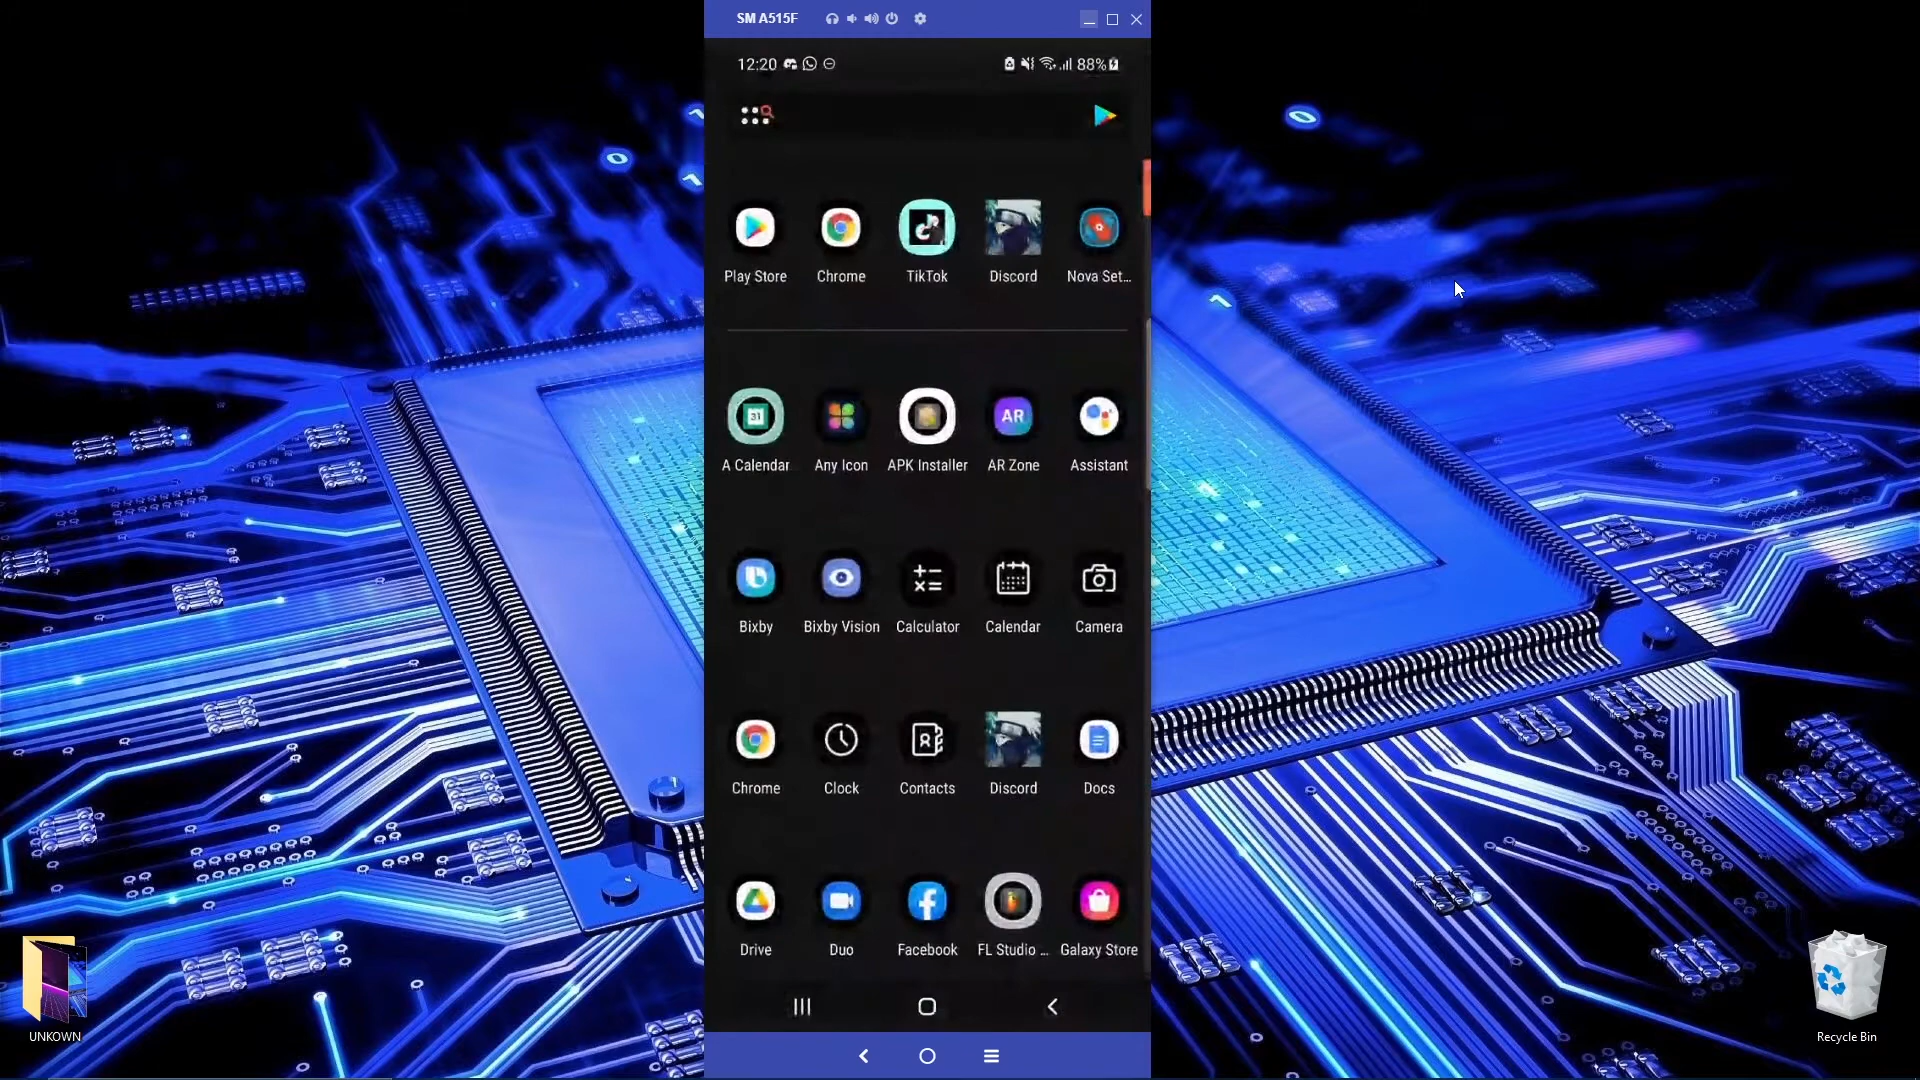 SM A515F
12:20 88%
Play Store Chrome TikTok Discord Nova Set...
31 AR
A Calendar Any Icon APK Installer AR Zone Assistant
Bixby Bixby Vision Calculator Calendar Camera
Chrome Clock Contacts Discord Docs
Drive Duo Facebook FL Studio ... Galaxy Store
UNKOWN
Recycle Bin